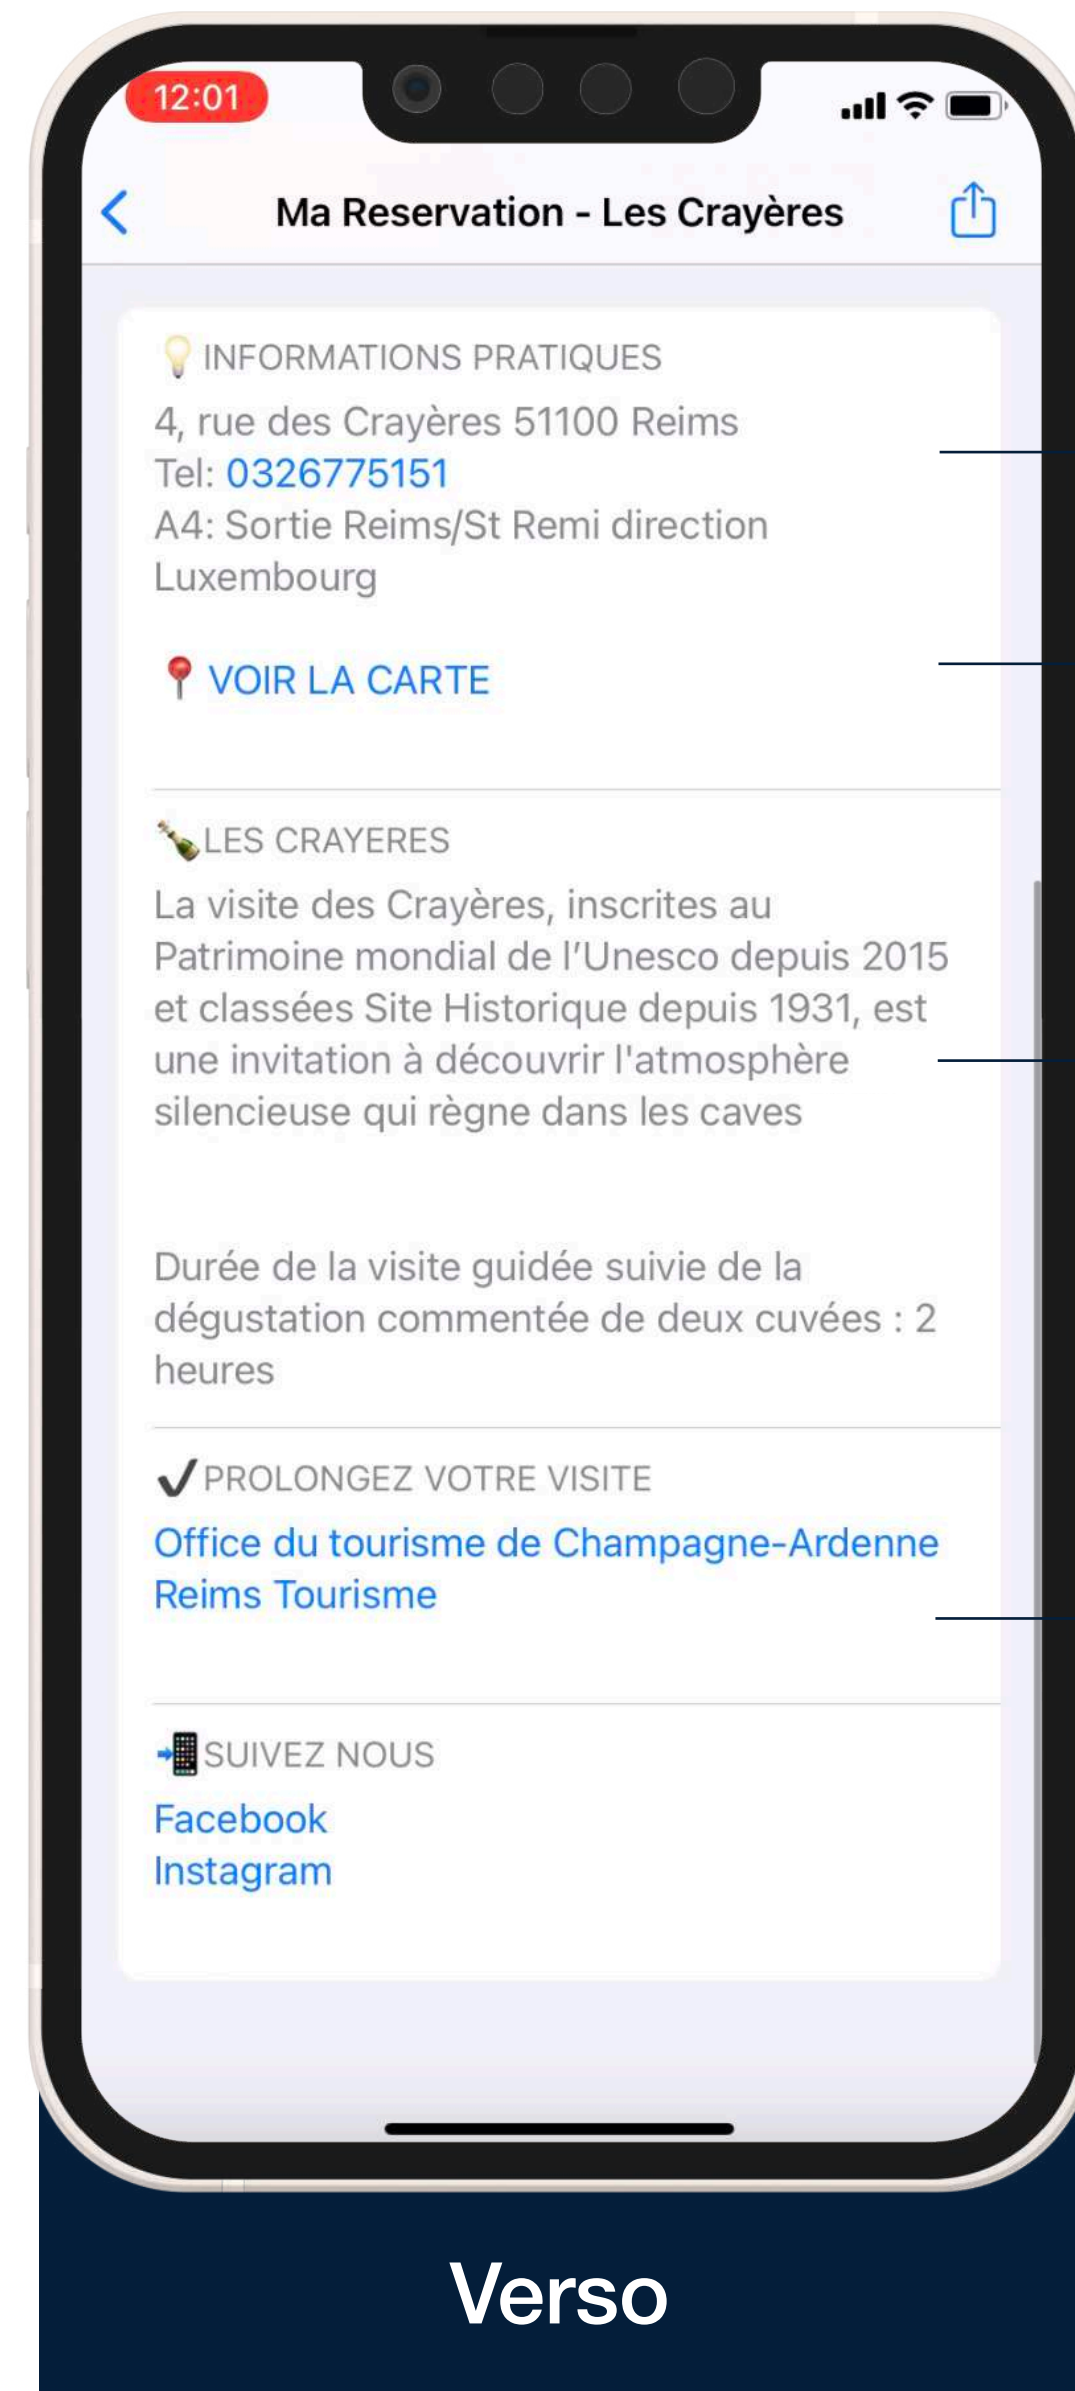 12:01
Ma Reservation - Les Crayères
INFORMATIONS PRATIQUES
4, rue des Crayères 51100 Reims
Tel: 0326775151
A4: Sortie Reims/St Remi direction
Luxembourg
VOIR LA CARTE
LES CRAYERES
La visite des Crayères, inscrites au
Patrimoine mondial de l’Unesco depuis 2015
et classées Site Historique depuis 1931, est
une invitation à découvrir l'atmosphère
silencieuse qui règne dans les caves
Durée de la visite guidée suivie de la
dégustation commentée de deux cuvées : 2
heures
PROLONGEZ VOTRE VISITE
Office du tourisme de Champagne-Ardenne
Reims Tourisme
SUIVEZ NOUS
Facebook
Instagram
Verso